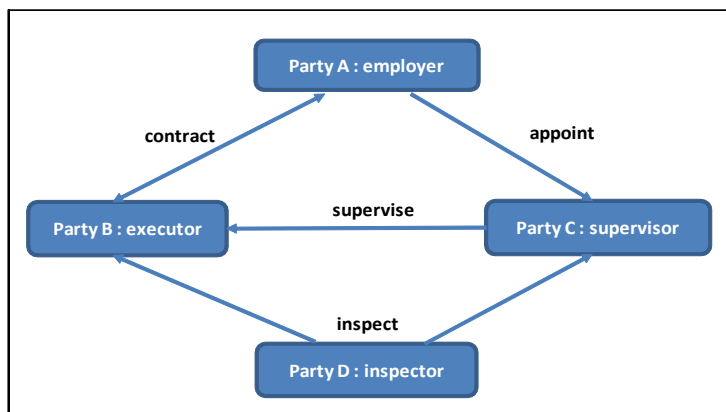 Party A : employer
contract
appoint
supervise
Party B : executor
Party C : supervisor
inspect
Party D : inspector